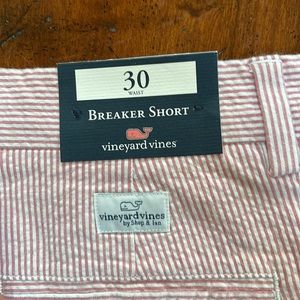 30
WAIST
BREAKER SHORT
vineyard vines
vineyard vines
by Shep & Ian